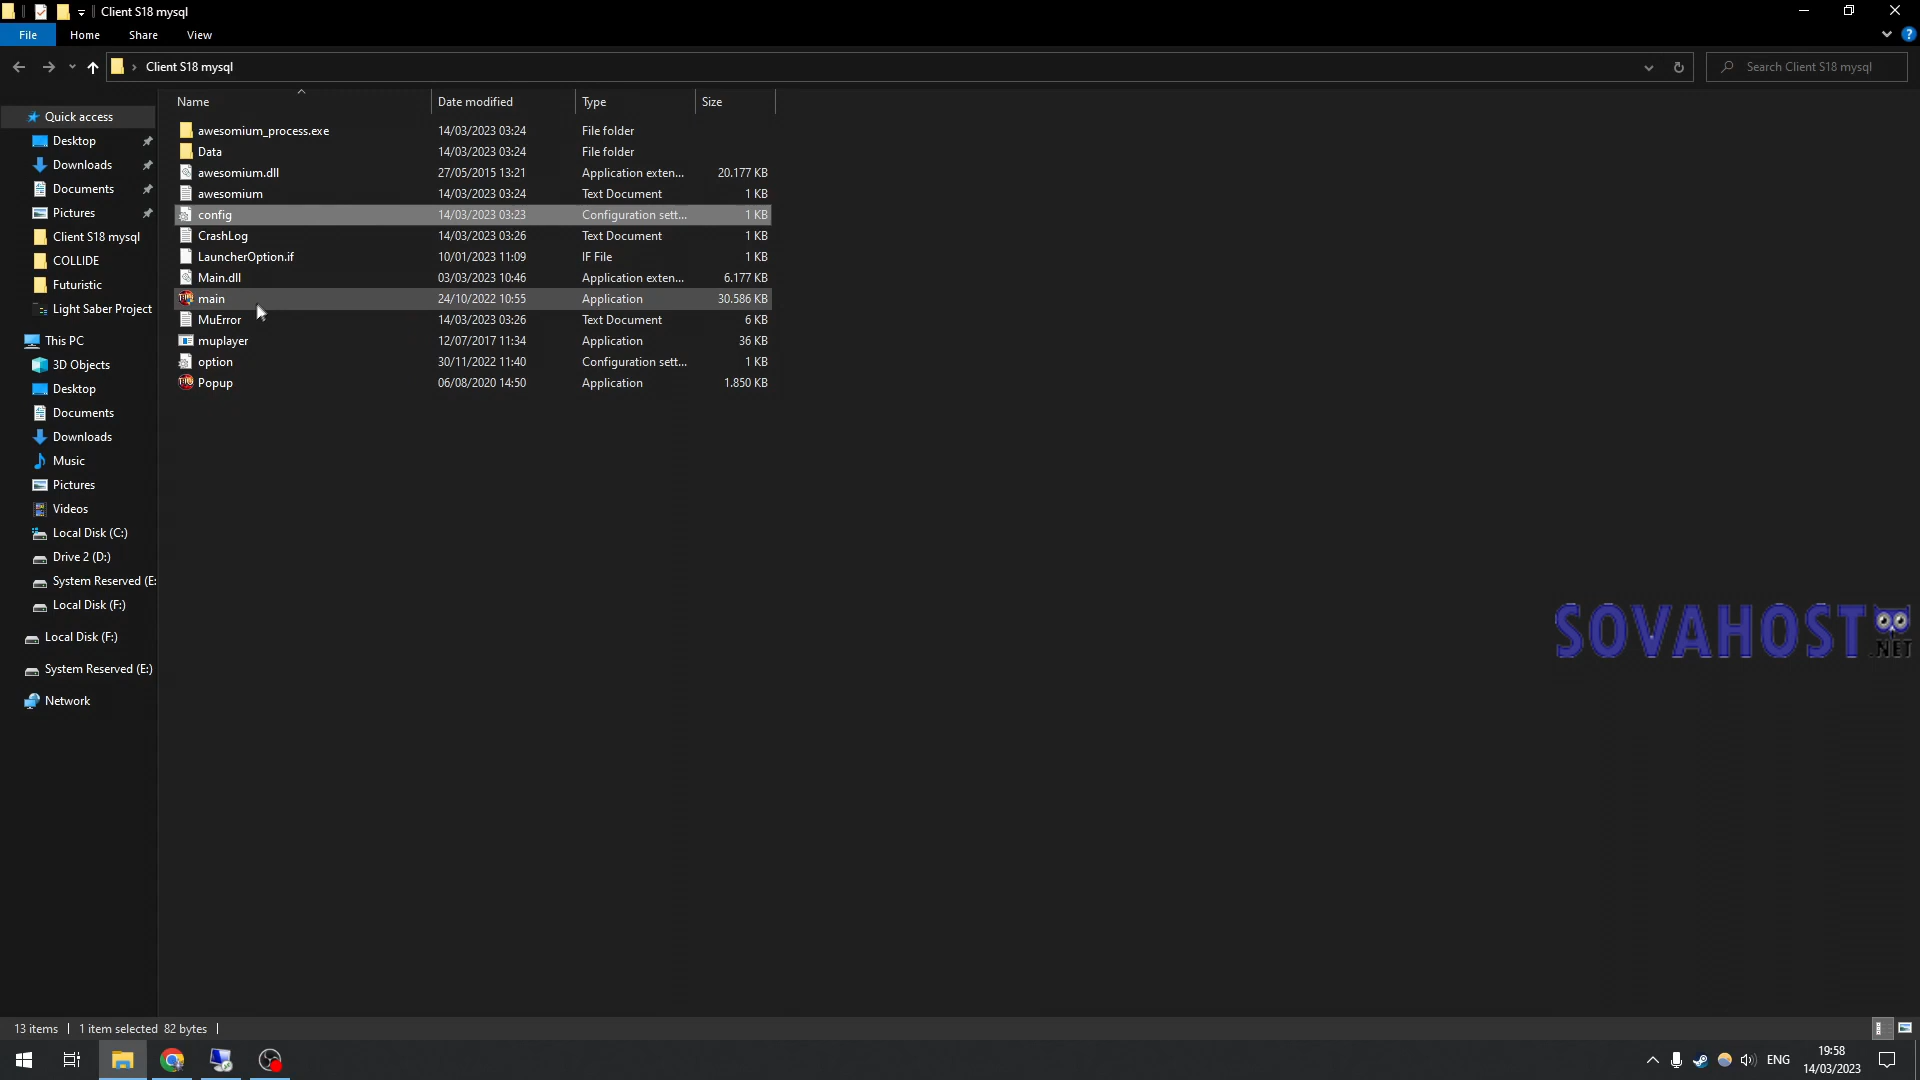 Client S18 mysql
File Home Share View
Client S18 mysql
Search Client S18 mysql
Name Date modified Type Size
Quick access
Desktop
Downloads
Documents
Pictures
Client S18 mysql
COLLIDE
Futuristic
Light Saber Project
This PC
3D Objects
Desktop
Documents
Downloads
Music
Pictures
Videos
Local Disk (C:)
Drive 2 (D:)
System Reserved (E:
Local Disk (F:)
Local Disk (F:)
System Reserved (E:)
Network
awesomium_process.exe 14/03/2023 03:24 File folder
Data 14/03/2023 03:24 File folder
awesomium.dll 27/05/2015 13:21 Application exten... 20.177 KB
awesomium 14/03/2023 03:24 Text Document 1 KB
config 14/03/2023 03:23 Configuration sett... 1 KB
CrashLog 14/03/2023 03:26 Text Document 1 KB
LauncherOption.if 10/01/2023 11:09 IF File 1 KB
Main.dll 03/03/2023 10:46 Application exten... 6.177 KB
main 24/10/2022 10:55 Application 30.586 KB
MuError 14/03/2023 03:26 Text Document 6 KB
muplayer 12/07/2017 11:34 Application 36 KB
option 30/11/2022 11:40 Configuration sett... 1 KB
Popup 06/08/2020 14:50 Application 1.850 KB
SOVAHOST.NET
13 items 1 item selected 82 bytes
ENG
19:58
14/03/2023